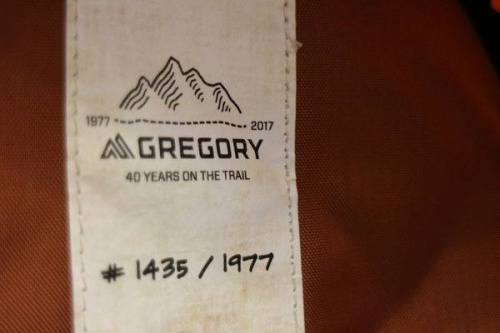 1977 2017
GREGORY
40 YEARS ON THE TRAIL
# 1435 / 1977